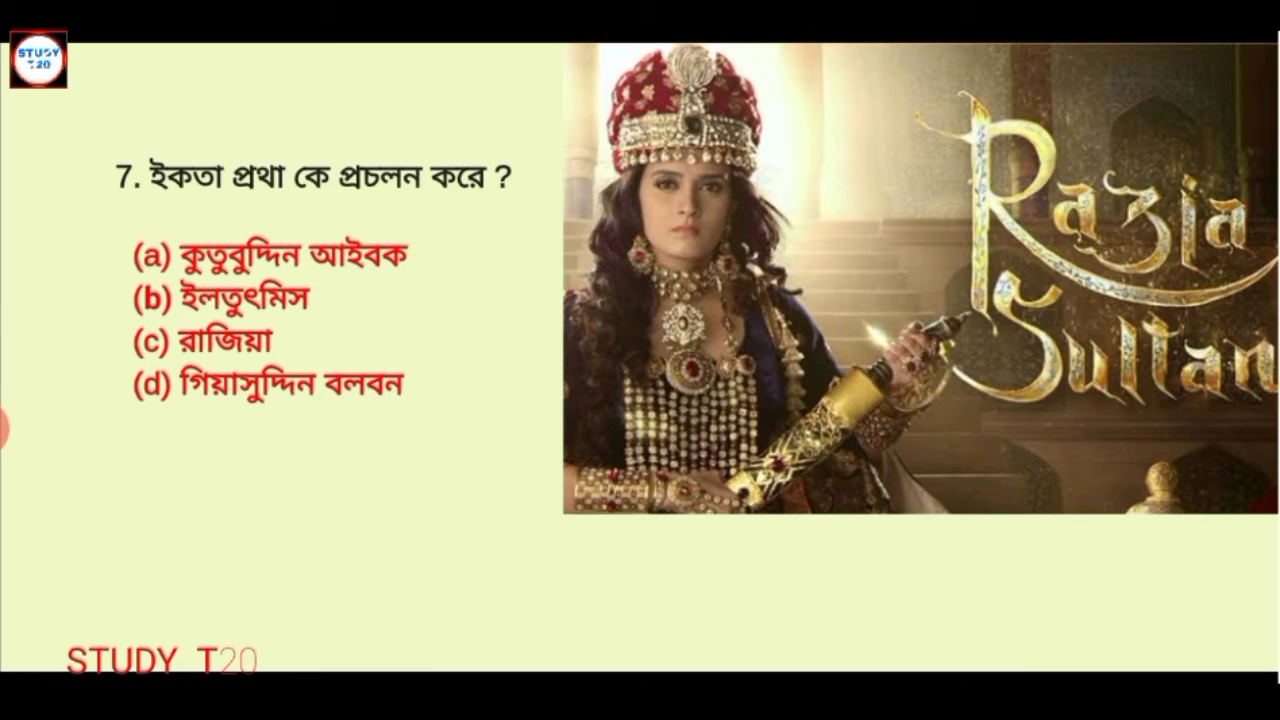 STUDY
T20
7. ইকতা প্রথা কে প্রচলন করে ?
(a) কুতুবুদ্দিন আইবক
(b) ইলতুৎমিস
(c) রাজিয়া
(d) গিয়াসুদ্দিন বলবন
Razia
Sultan
STUDY T20